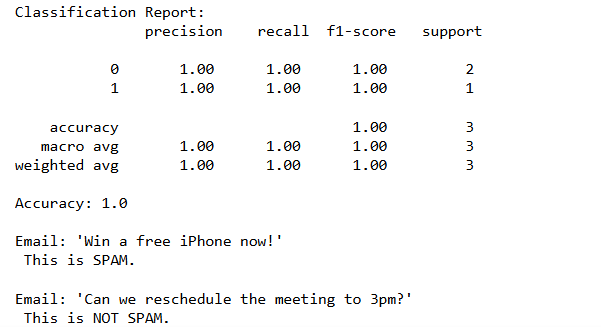 Classification Report:
precision recall f1-score support
0 1.00 1.00 1.00 2
1 1.00 1.00 1.00 1
accuracy 1.00 3
macro avg 1.00 1.00 1.00 3
weighted avg 1.00 1.00 1.00 3
Accuracy: 1.0
Email: 'Win a free iPhone now!'
This is SPAM.
Email: 'Can we reschedule the meeting to 3pm?'
This is NOT SPAM.